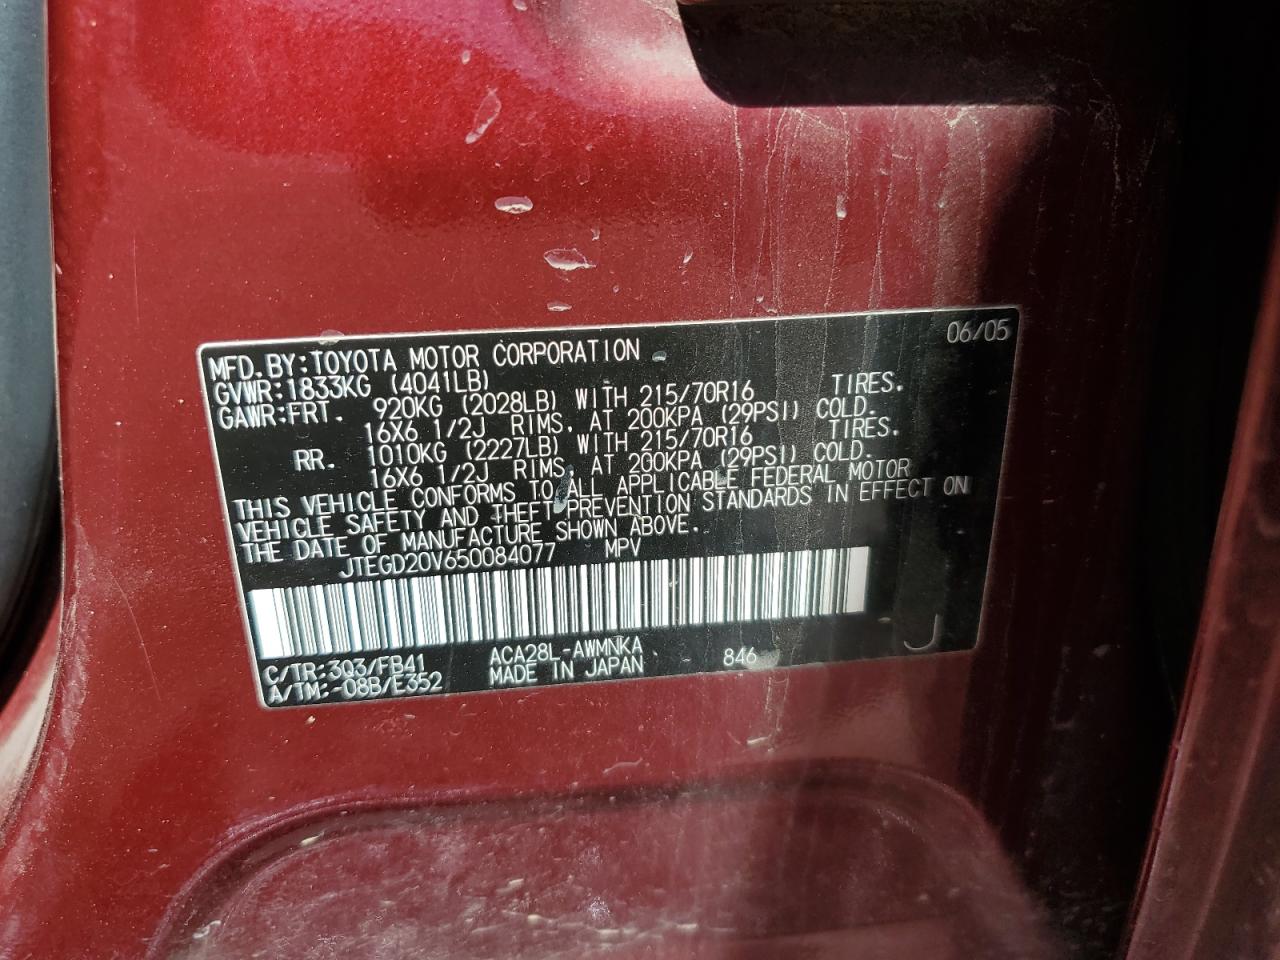 06/05
MFD.BY:TOYOTA MOTOR CORPORATION
GVWR:1833KG (4041LB)
GAWR:FRT. 920KG (2028LB) WITH 215/70R16 TIRES.
16X6 1/2J RIMS, AT 200KPA (29PSI) COLD.
RR. 1010KG (2227LB) WITH 215/70R16 TIRES.
16X6 1/2J RIMS, AT 200KPA (29PSI) COLD.
THIS VEHICLE CONFORMS TO ALL APPLICABLE FEDERAL MOTOR
VEHICLE SAFETY AND THEFT PREVENTION STANDARDS IN EFFECT ON
THE DATE OF MANUFACTURE SHOWN ABOVE.
JTEGD20V650084077 MPV
C/TR:3Q3/FB41 ACA28L-AWMNKA 846 J
A/TM:-08B/E352 MADE IN JAPAN